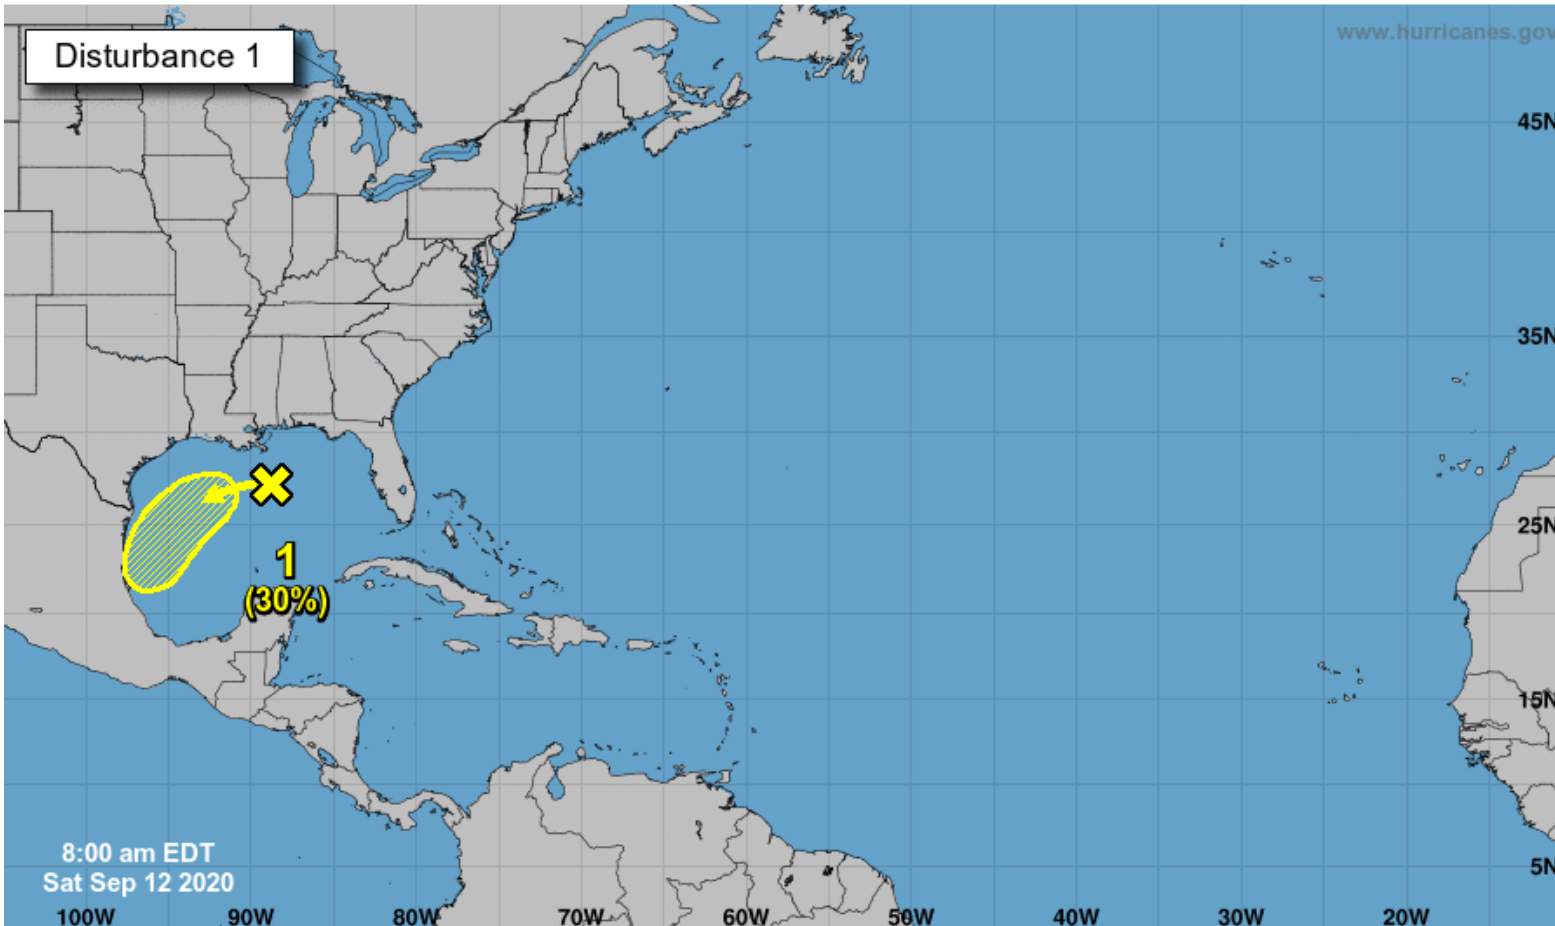 Disturbance 1
www.hurricanes.gov
45N
35N
25N
1
(30%)
15N
8:00 am EDT
Sat Sep 12 2020
5N
100W 90W 80W 70W 60W 50W 40W 30W 20W